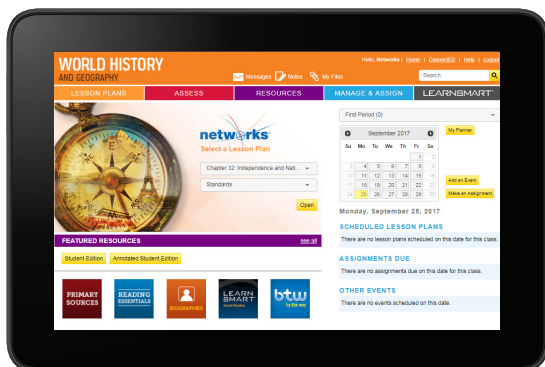 WORLD HISTORY
AND GEOGRAPHY
Hello, Networks | Home | ConnectED | Help | Logout
Messages Notes My Files
Search
LESSON PLANS ASSESS RESOURCES MANAGE & ASSIGN LEARNSMART
networks
Select a Lesson Plan
Chapter 32: Independence and Nati...
Standards
Open
First Period (0)
September 2017
Su Mo Tu We Th Fr Sa
1 2
3 4 5 6 7 8 9
10 11 12 13 14 15 16
17 18 19 20 21 22 23
24 25 26 27 28 29 30
My Planner
Add an Event
Make an Assignment
Monday, September 25, 2017
SCHEDULED LESSON PLANS
There are no lesson plans scheduled on this date for this class.
ASSIGNMENTS DUE
There are no assignments due on this date for this class.
OTHER EVENTS
There are no events scheduled on this date.
FEATURED RESOURCES see all
Student Edition Annotated Student Edition
PRIMARY
SOURCES
READING
ESSENTIALS
BIOGRAPHIES
LEARN
SMART
btw
by the way